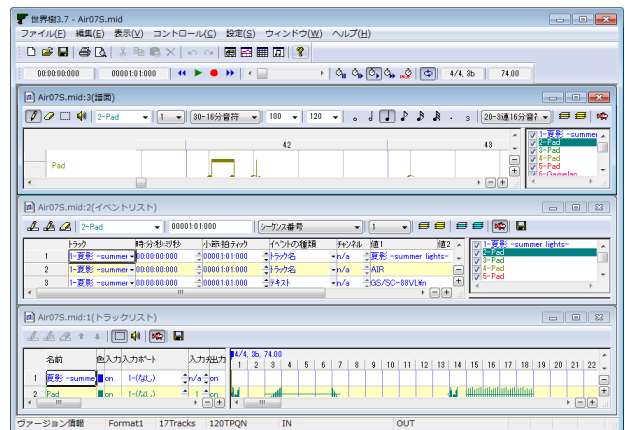 世界樹3.7 - Air07S.mid
ファイル(F) 編集(E) 表示(V) コントロール(C) 設定(S) ウィンドウ(W) ヘルプ(H)
00:00:00:000 00001:01:000 4/4, 3b 74.00
Air07S.mid:3(譜面)
2-Pad 1 80-16分音符 100 120 3 20-3連16分音符
42 43
Pad
1-夏影 -summer
2-Pad
3-Pad
4-Pad
5-Pad
6-Gamelan
Air07S.mid:2(イベントリスト)
2-Pad 00001:01:000 シーケンス番号 1
トラック 時:分:秒:ミリ秒 小節:拍:ティック イベントの種類 チャンネル 値1 値2
1 1-夏影 -summe 00:00:00:000 00001:01:000 トラック名 n/a 夏影 -summer lights-
2 1-夏影 -summe 00:00:00:000 00001:01:000 トラック名 n/a AIR
3 1-夏影 -summe 00:00:00:000 00001:01:000 テキスト n/a GS/SC-88VL¥n
1-夏影 -summer lights-
2-Pad
3-Pad
4-Pad
5-Pad
Air07S.mid:1(トラックリスト)
名前 色 入力 入力ポート 入力ch 出力
4/4, 3b, 74.00
1 2 3 4 5 6 7 8 9 10 11 12 13 14 15 16 17 18 19 20 21 22
1 夏影 -summe on 1-(なし) n/a on
2 Pad on 1-(なし) 1 on
ヴァージョン情報 Format1 17Tracks 120TPQN IN OUT